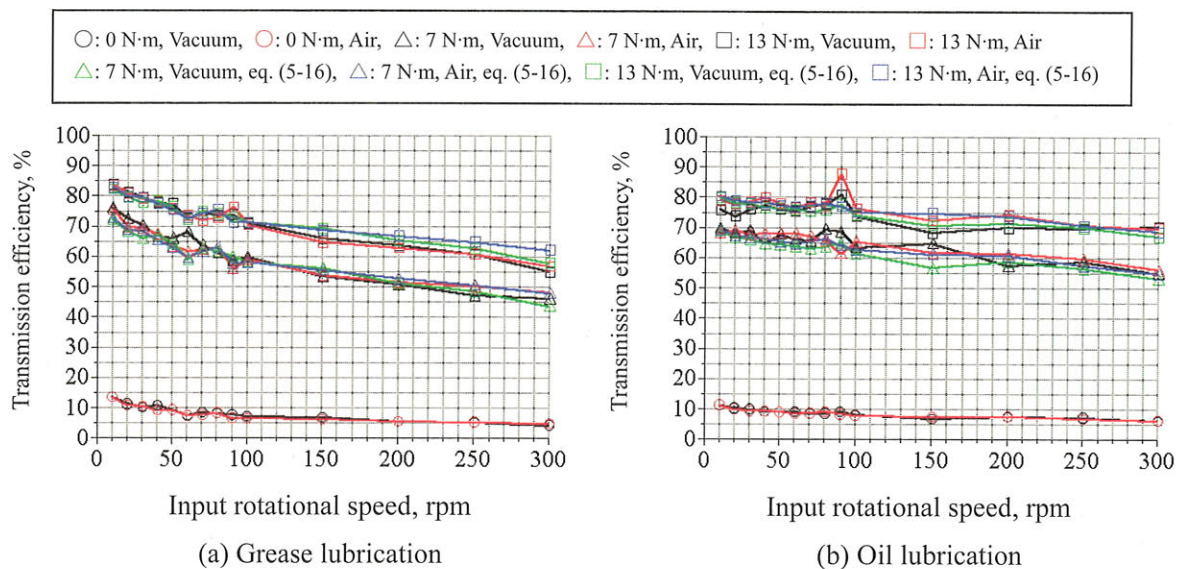 ○: 0 N·m, Vacuum, ○: 0 N·m, Air, △: 7 N·m, Vacuum, △: 7 N·m, Air, □: 13 N·m, Vacuum, □: 13 N·m, Air
△: 7 N·m, Vacuum, eq. (5-16), △: 7 N·m, Air, eq. (5-16), □: 13 N·m, Vacuum, eq. (5-16), □: 13 N·m, Air, eq. (5-16)
Transmission efficiency, %
100
90
80
70
60
50
40
30
20
10
0
0 50 100 150 200 250 300
Input rotational speed, rpm
(a) Grease lubrication
Transmission efficiency, %
100
90
80
70
60
50
40
30
20
10
0
0 50 100 150 200 250 300
Input rotational speed, rpm
(b) Oil lubrication